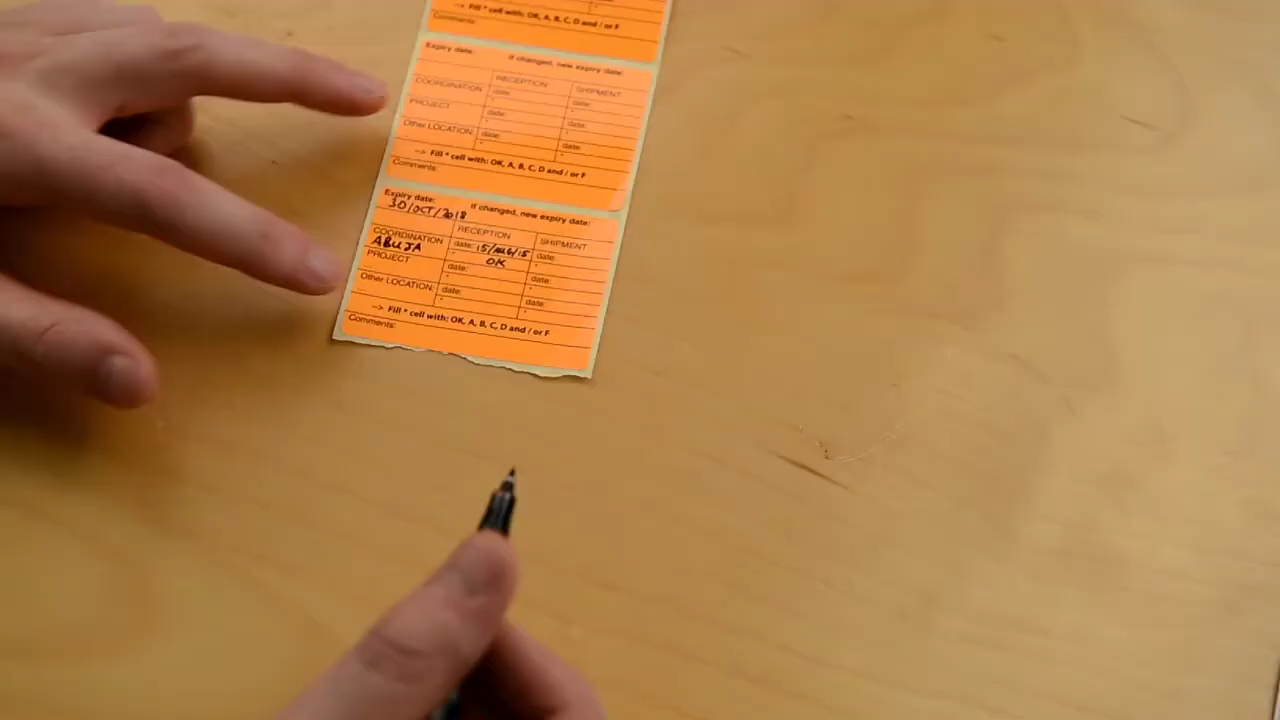 --> Fill * cell with: OK, A, B, C, D and / or F
Comments:
Expiry date: If changed, new expiry date:
COORDINATION RECEPTION SHIPMENT
date: date:
PROJECT * *
date: date:
Other LOCATION: * *
date: date:
* *
--> Fill * cell with: OK, A, B, C, D and / or F
Comments:
Expiry date: If changed, new expiry date:
30/OCT/2018
COORDINATION RECEPTION SHIPMENT
ABUJA date: 15/AUG/15 date:
PROJECT * OK *
... date: date:
Other LOCATION: * *
... date: date:
* *
--> Fill * cell with: OK, A, B, C, D and / or F
Comments: